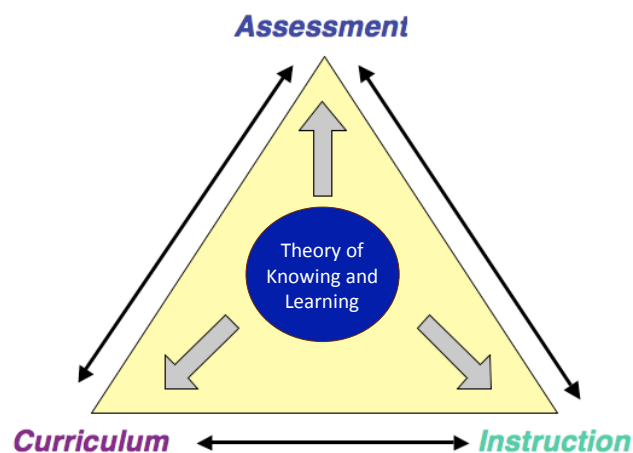 Assessment
Theory of
Knowing and
Learning
Curriculum
Instruction